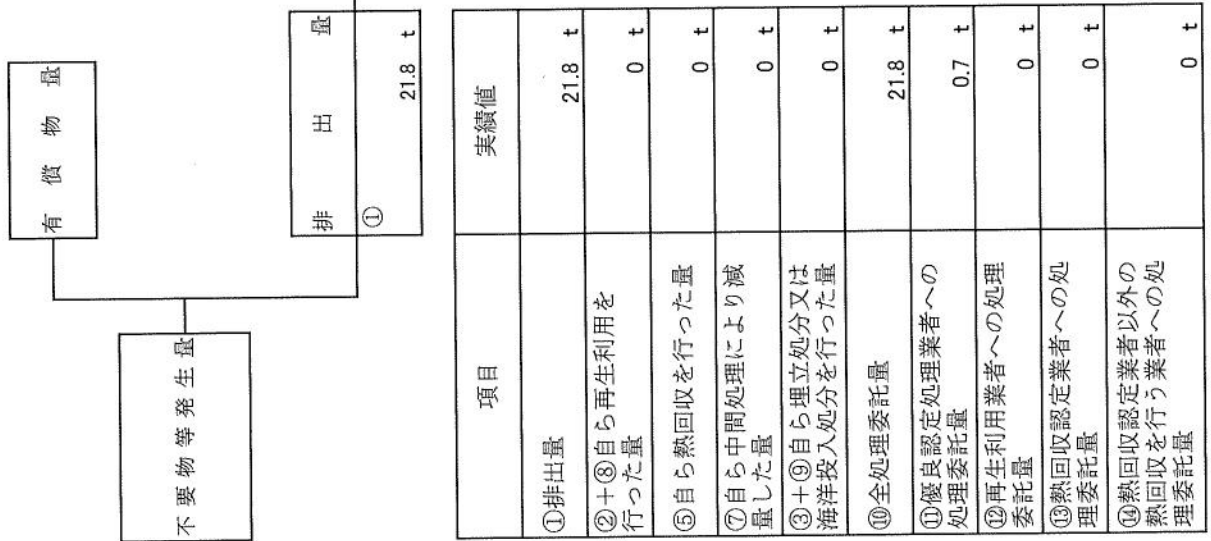 有償物量
不要物等発生量
排出量
①
21.8 t
項目
実績値
①排出量
21.8 t
②+⑧自ら再生利用を
行った量
0 t
⑤自ら熱回収を行った量
0 t
⑦自ら中間処理により減
量した量
0 t
③+⑨自ら埋立処分又は
海洋投入処分を行った量
0 t
⑩全処理委託量
21.8 t
⑪優良認定処理業者への
処理委託量
0.7 t
⑫再生利用業者への処理
委託量
0 t
⑬熱回収認定業者への処
理委託量
0 t
⑭熱回収認定業者以外の
熱回収を行う業者への処
理委託量
0 t